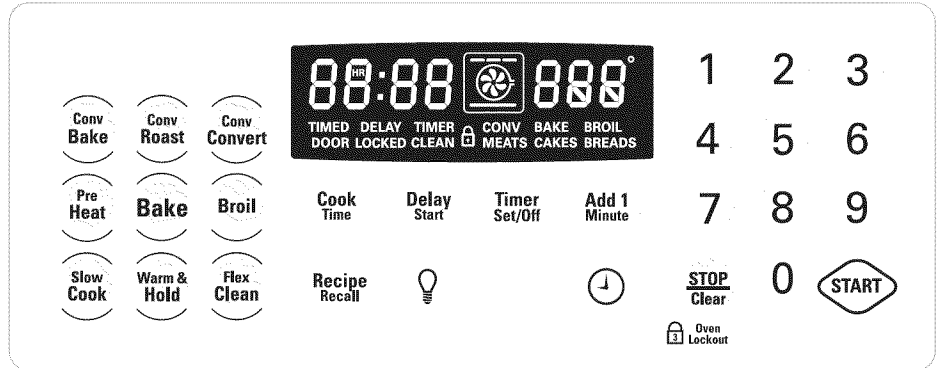 Conv
Bake
Conv
Roast
Conv
Convert
Pre
Heat
Bake
Broil
Slow
Cook
Warm &
Hold
Flex
Clean
88:88 888°
HR
TIMED DELAY TIMER CONV BAKE BROIL
DOOR LOCKED CLEAN MEATS CAKES BREADS
Cook
Time
Delay
Start
Timer
Set/Off
Add 1
Minute
Recipe
Recall
1 2 3
4 5 6
7 8 9
STOP
Clear
0
START
3
Oven
Lockout